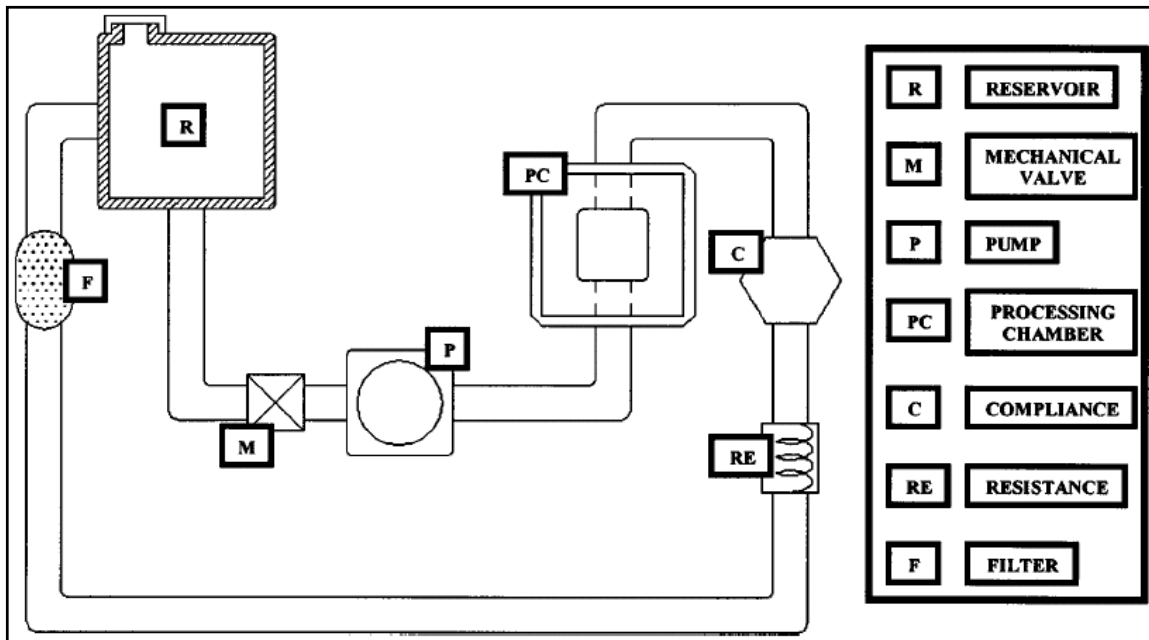 R
PC
C
F
P
M
RE
R RESERVOIR
M MECHANICAL
VALVE
P PUMP
PC PROCESSING
CHAMBER
C COMPLIANCE
RE RESISTANCE
F FILTER